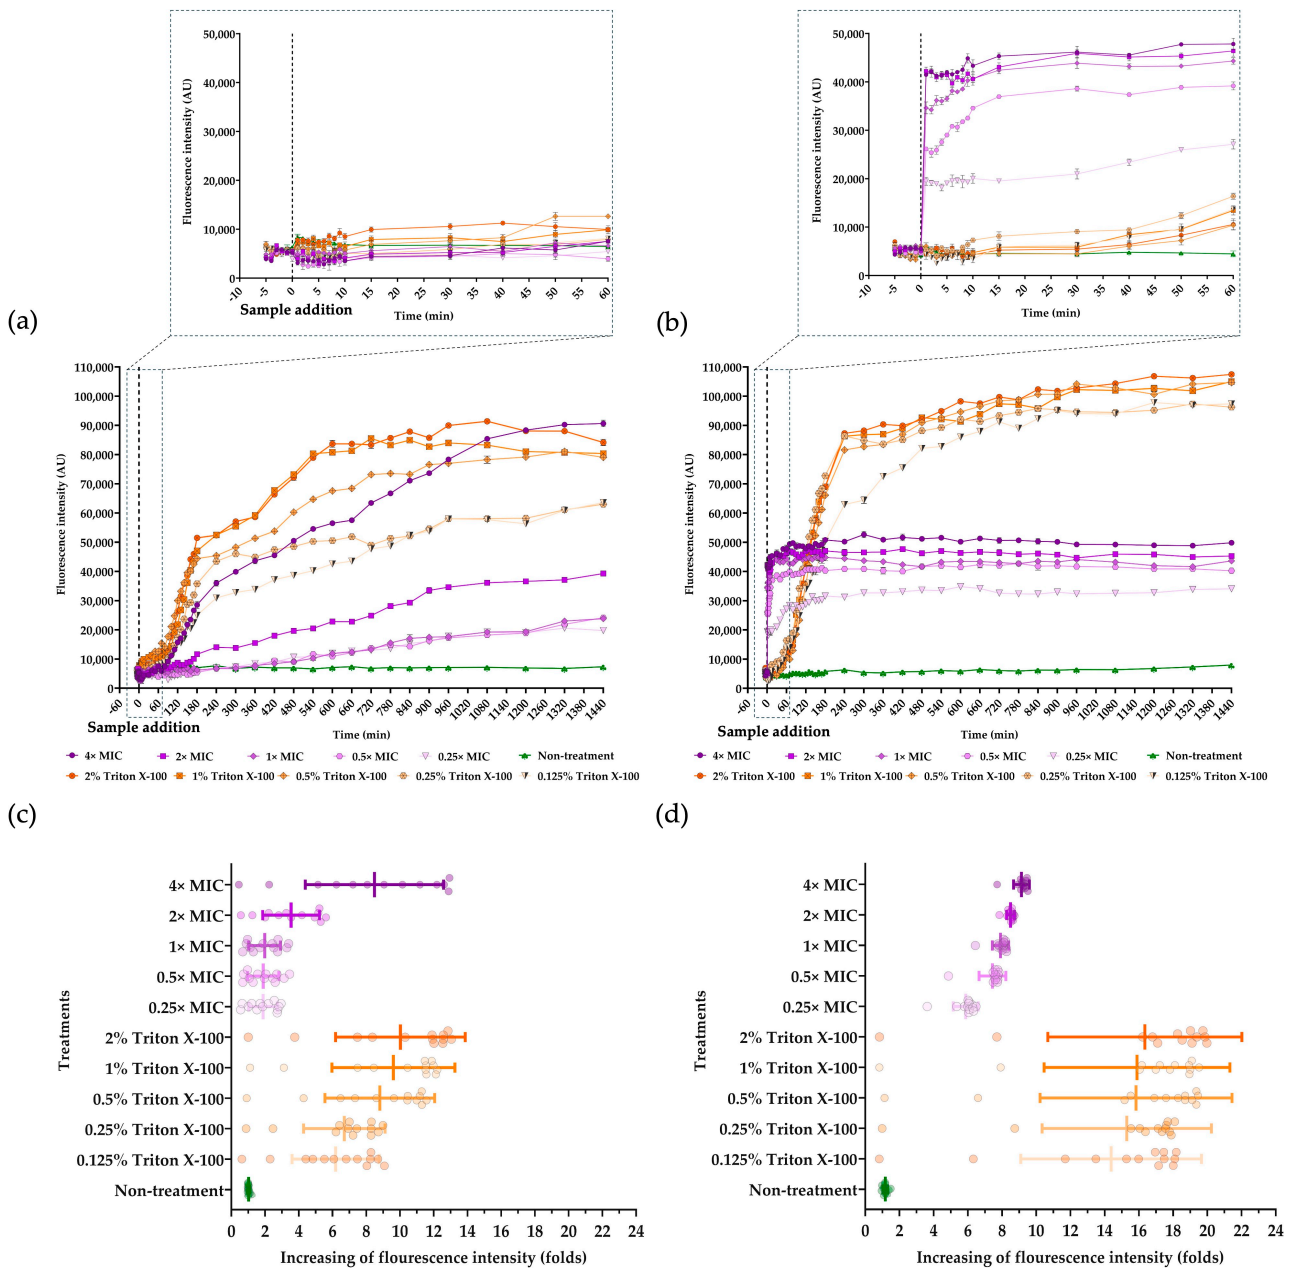 (a)
Fluorescence intensity (AU)
50,000
40,000
30,000
20,000
10,000
0
-10 -5 0 5 10 15 20 25 30 35 40 45 50 55 60
Sample addition
Time (min)
110,000
100,000
90,000
80,000
70,000
60,000
50,000
40,000
30,000
20,000
10,000
0
Fluorescence intensity (AU)
-60 0 60 120 180 240 300 360 420 480 540 600 660 720 780 840 900 960 1020 1080 1140 1200 1260 1320 1380 1440
Sample addition
Time (min)
4× MIC 2× MIC 1× MIC 0.5× MIC 0.25× MIC Non-treatment
2% Triton X-100 1% Triton X-100 0.5% Triton X-100 0.25% Triton X-100 0.125% Triton X-100
(b)
Fluorescence intensity (AU)
50,000
40,000
30,000
20,000
10,000
0
-10 -5 0 5 10 15 20 25 30 35 40 45 50 55 60
Time (min)
110,000
100,000
90,000
80,000
70,000
60,000
50,000
40,000
30,000
20,000
10,000
0
Fluorescence intensity (AU)
-60 0 60 120 180 240 300 360 420 480 540 600 660 720 780 840 900 960 1020 1080 1140 1200 1260 1320 1380 1440
Sample addition
Time (min)
4× MIC 2× MIC 1× MIC 0.5× MIC 0.25× MIC Non-treatment
2% Triton X-100 1% Triton X-100 0.5% Triton X-100 0.25% Triton X-100 0.125% Triton X-100
(c)
Treatments
4× MIC
2× MIC
1× MIC
0.5× MIC
0.25× MIC
2% Triton X-100
1% Triton X-100
0.5% Triton X-100
0.25% Triton X-100
0.125% Triton X-100
Non-treatment
0 2 4 6 8 10 12 14 16 18 20 22 24
Increasing of flourescence intensity (folds)
(d)
Treatments
4× MIC
2× MIC
1× MIC
0.5× MIC
0.25× MIC
2% Triton X-100
1% Triton X-100
0.5% Triton X-100
0.25% Triton X-100
0.125% Triton X-100
Non-treatment
0 2 4 6 8 10 12 14 16 18 20 22 24
Increasing of flourescence intensity (folds)